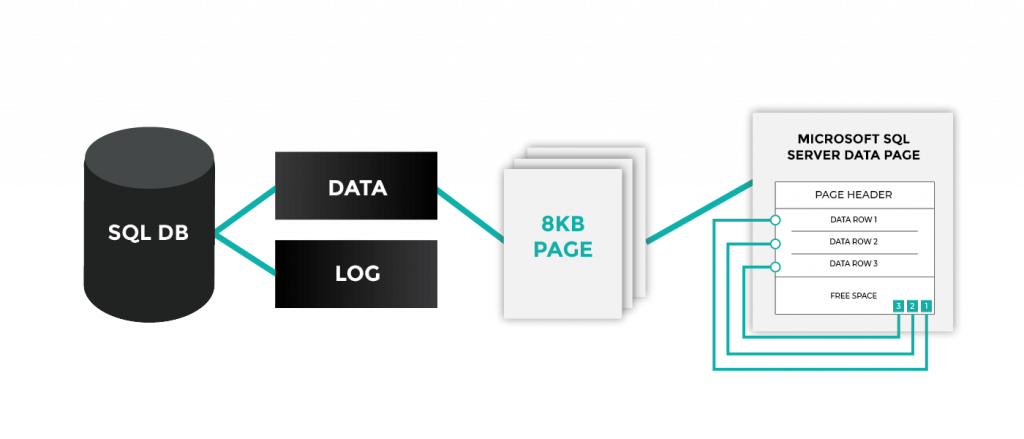 SQL DB
DATA
LOG
8KB
PAGE
MICROSOFT SQL
SERVER DATA PAGE
PAGE HEADER
DATA ROW 1
DATA ROW 2
DATA ROW 3
FREE SPACE
3 2 1